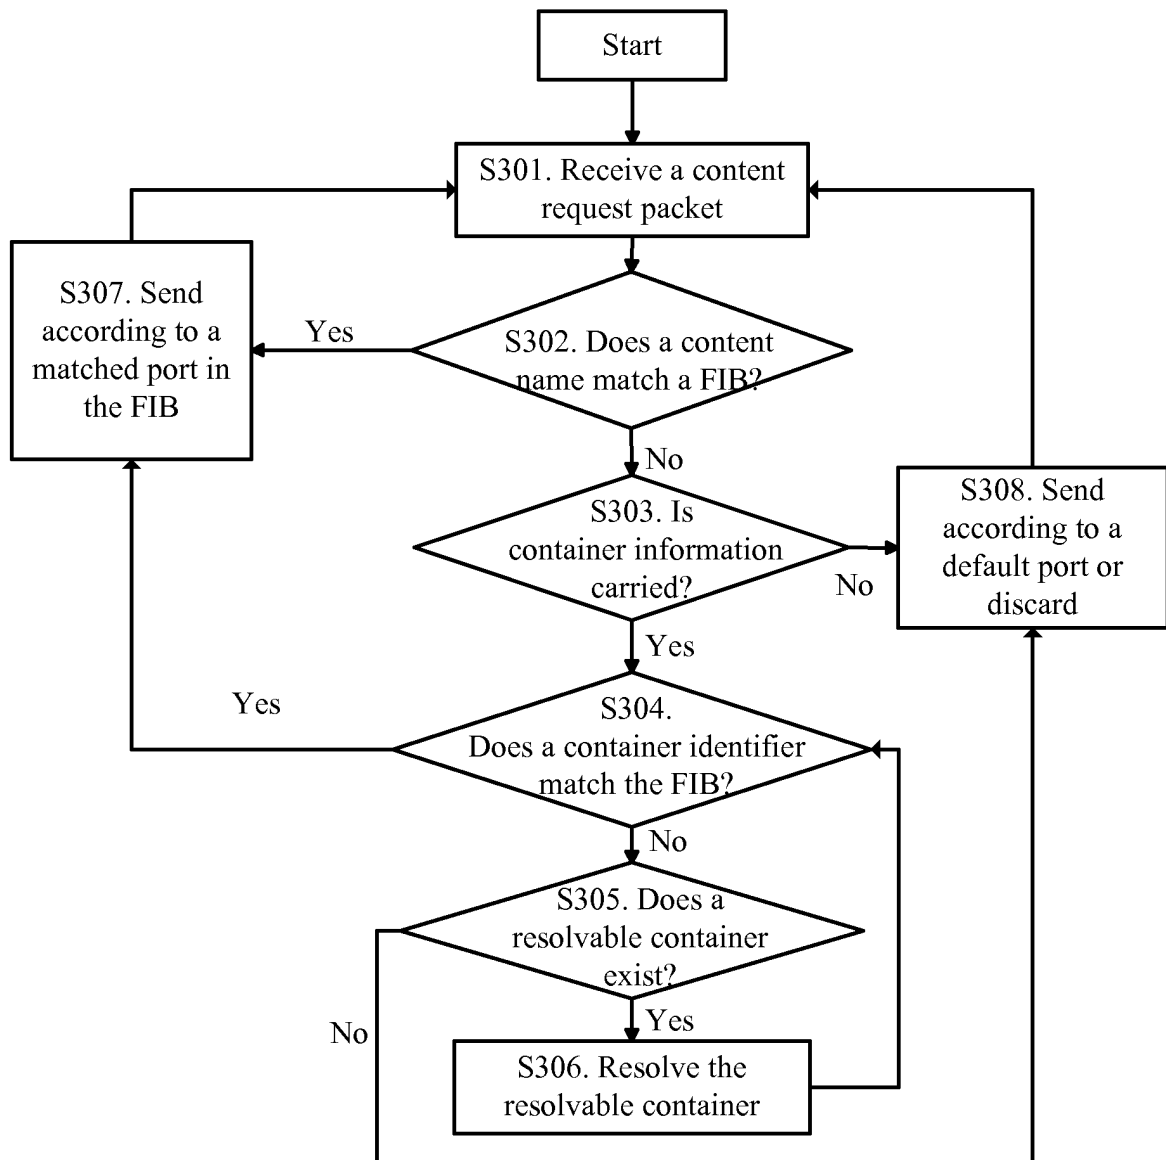 Start
S301. Receive a content
request packet
S307. Send
according to a
matched port in
the FIB
Yes
S302. Does a content
name match a FIB?
No
S303. Is
container information
carried?
No
S308. Send
according to a
default port or
discard
Yes
Yes
S304.
Does a container identifier
match the FIB?
No
S305. Does a
resolvable container
exist?
No
Yes
S306. Resolve the
resolvable container